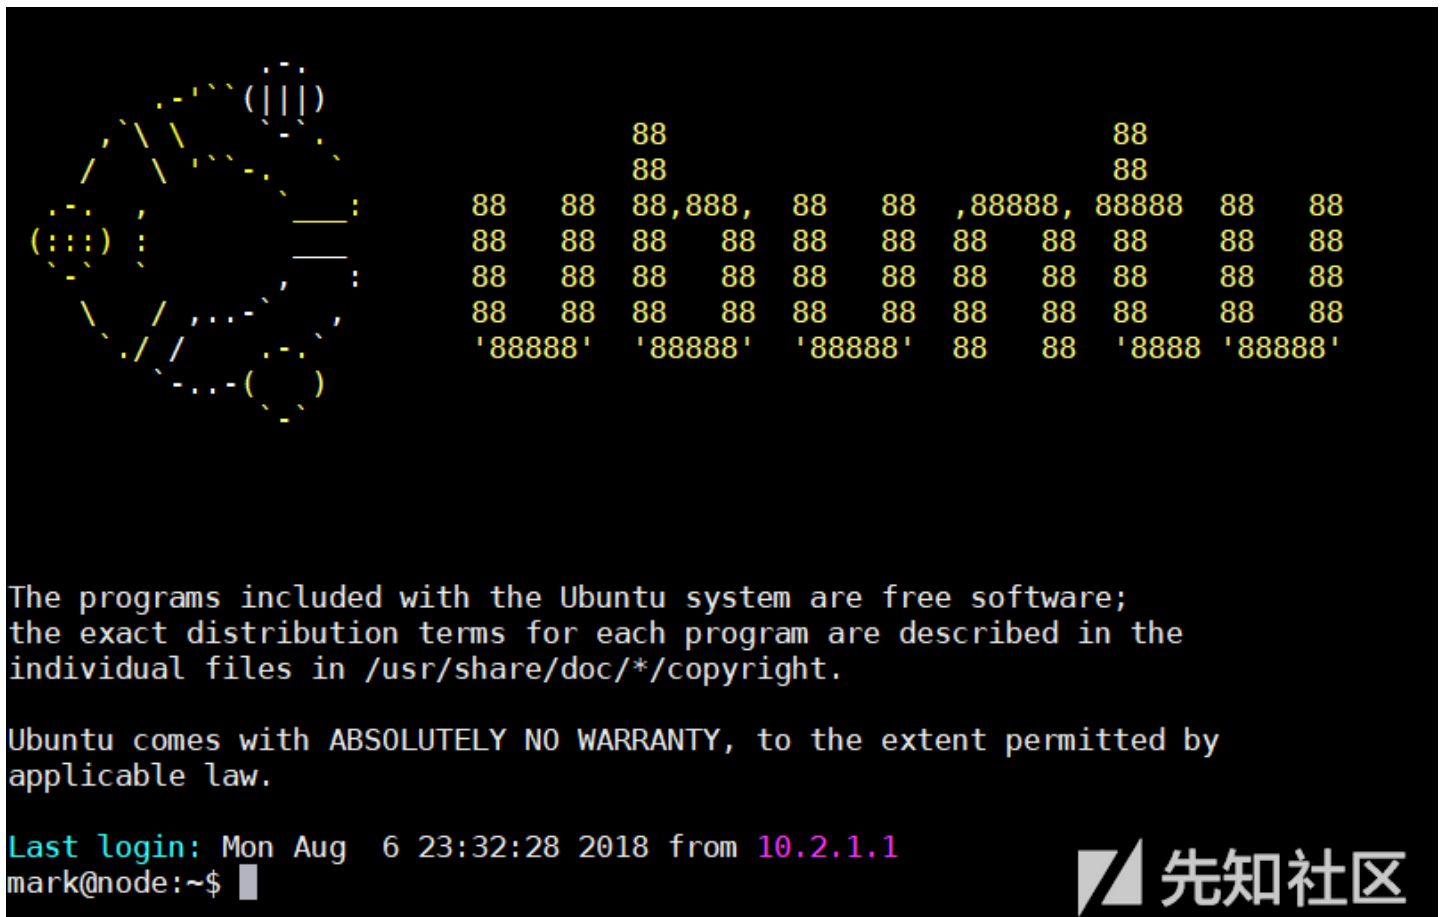 ubuntu
The programs included with the Ubuntu system are free software;
the exact distribution terms for each program are described in the
individual files in /usr/share/doc/*/copyright.
Ubuntu comes with ABSOLUTELY NO WARRANTY, to the extent permitted by
applicable law.
Last login: Mon Aug  6 23:32:28 2018 from 10.2.1.1
mark@node:~$
先知社区